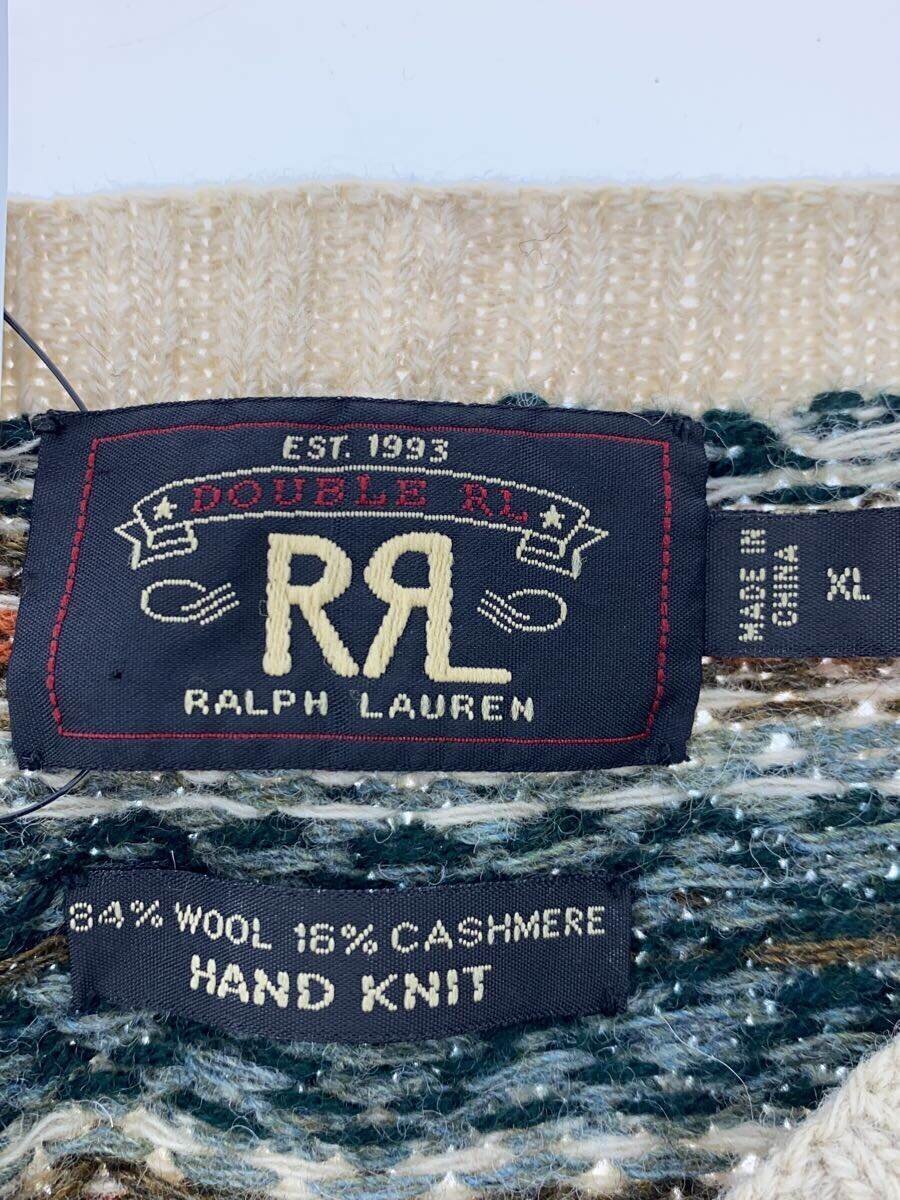 EST. 1993
DOUBLE RL
RRL
RALPH LAUREN
MADE IN
CHINA
XL
84% WOOL 16% CASHMERE
HAND KNIT